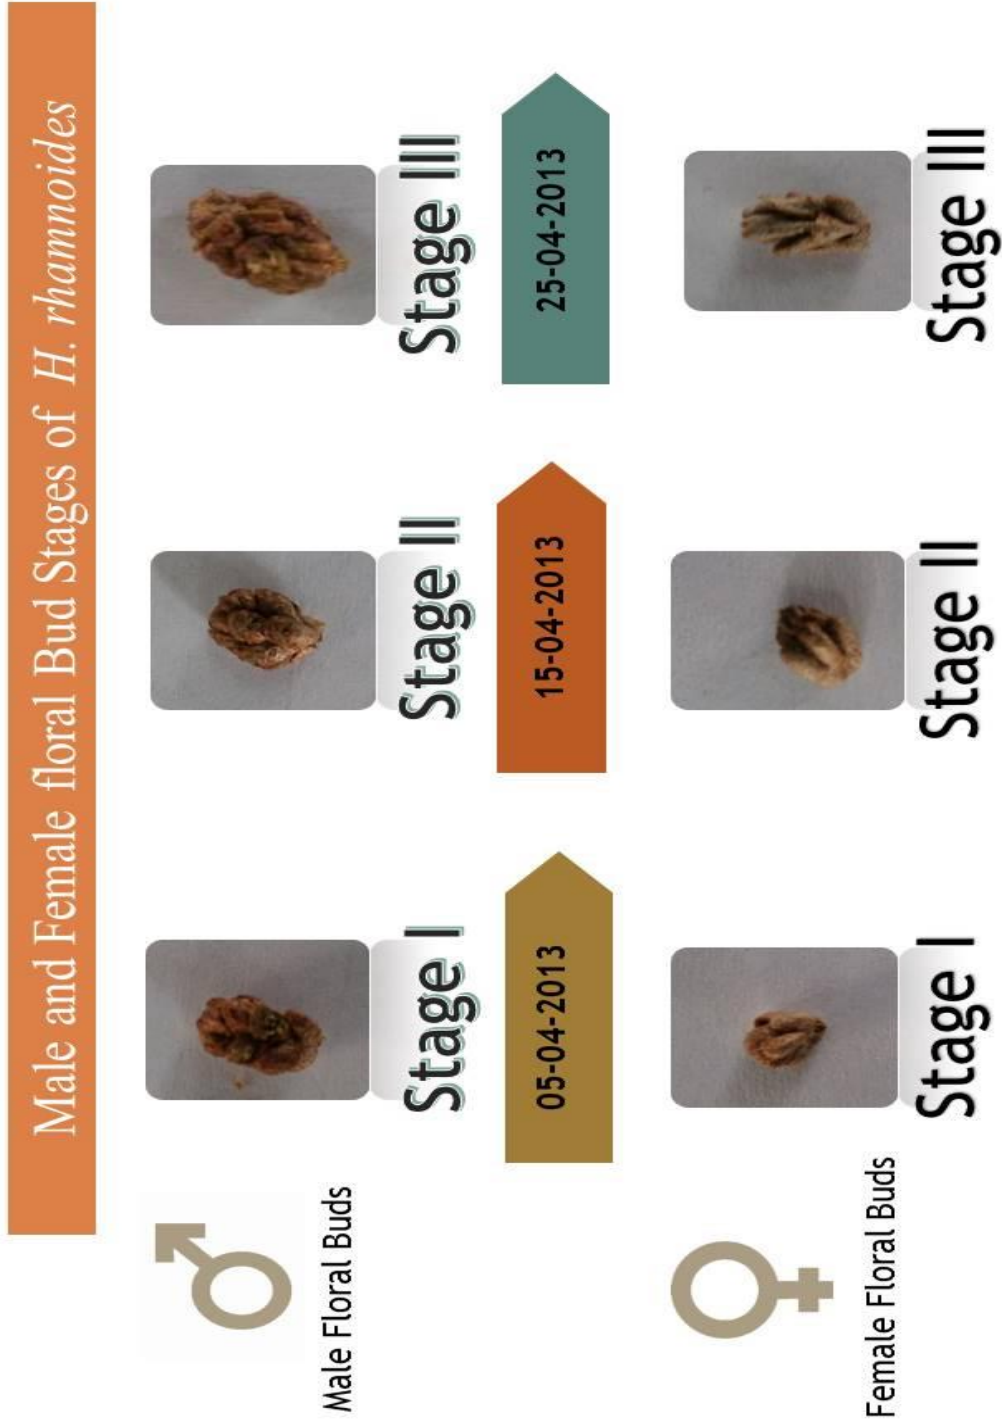 Male and Female floral Bud Stages of H. rhamnoides
Male Floral Buds
Stage I
Stage II
Stage III
05-04-2013
15-04-2013
25-04-2013
Female Floral Buds
Stage I
Stage II
Stage III